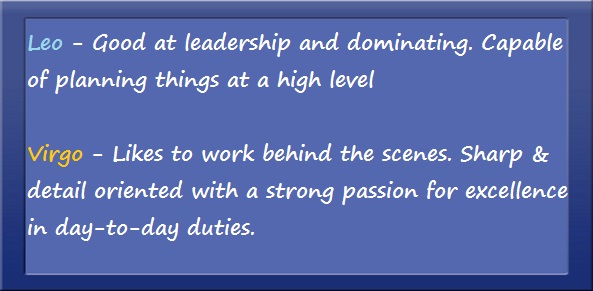 Leo - Good at leadership and dominating. Capable
of planning things at a high level
Virgo - Likes to work behind the scenes. Sharp &
detail oriented with a strong passion for excellence
in day-to-day duties.